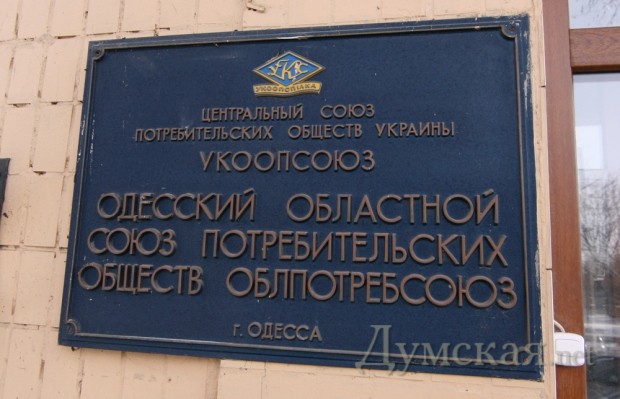 УКС
УКООПСПІЛКА
ЦЕНТРАЛЬНЫЙ СОЮЗ
ПОТРЕБИТЕЛЬСКИХ ОБЩЕСТВ УКРАИНЫ
УКООПСОЮЗ
ОДЕССКИЙ ОБЛАСТНОЙ
СОЮЗ ПОТРЕБИТЕЛЬСКИХ
ОБЩЕСТВ ОБЛПОТРЕБСОЮЗ
г. ОДЕССА
Думская.net